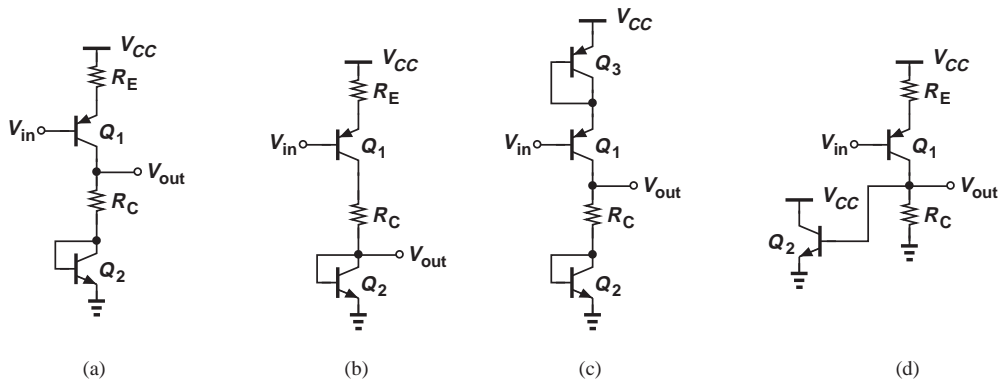 V_CC
R_E
V_in
Q_1
V_out
R_C
Q_2
(a)
V_CC
R_E
V_in
Q_1
R_C
V_out
Q_2
(b)
V_CC
Q_3
V_in
Q_1
V_out
R_C
Q_2
(c)
V_CC
R_E
V_in
Q_1
V_out
V_CC
R_C
Q_2
(d)